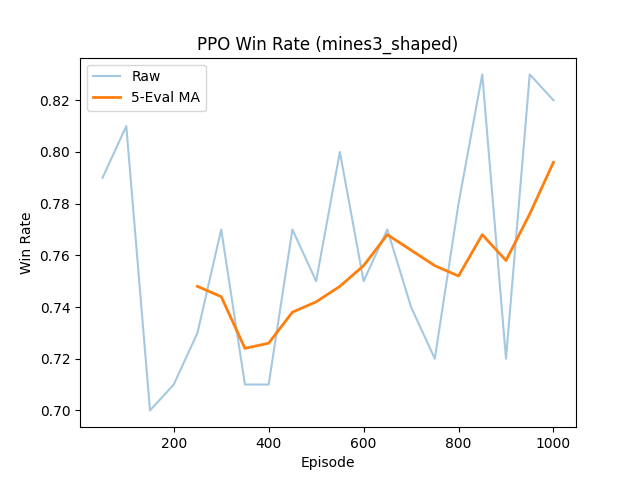 PPO Win Rate (mines3_shaped)
Raw
5-Eval MA
Win Rate
0.82
0.80
0.78
0.76
0.74
0.72
0.70
200 400 600 800 1000
Episode